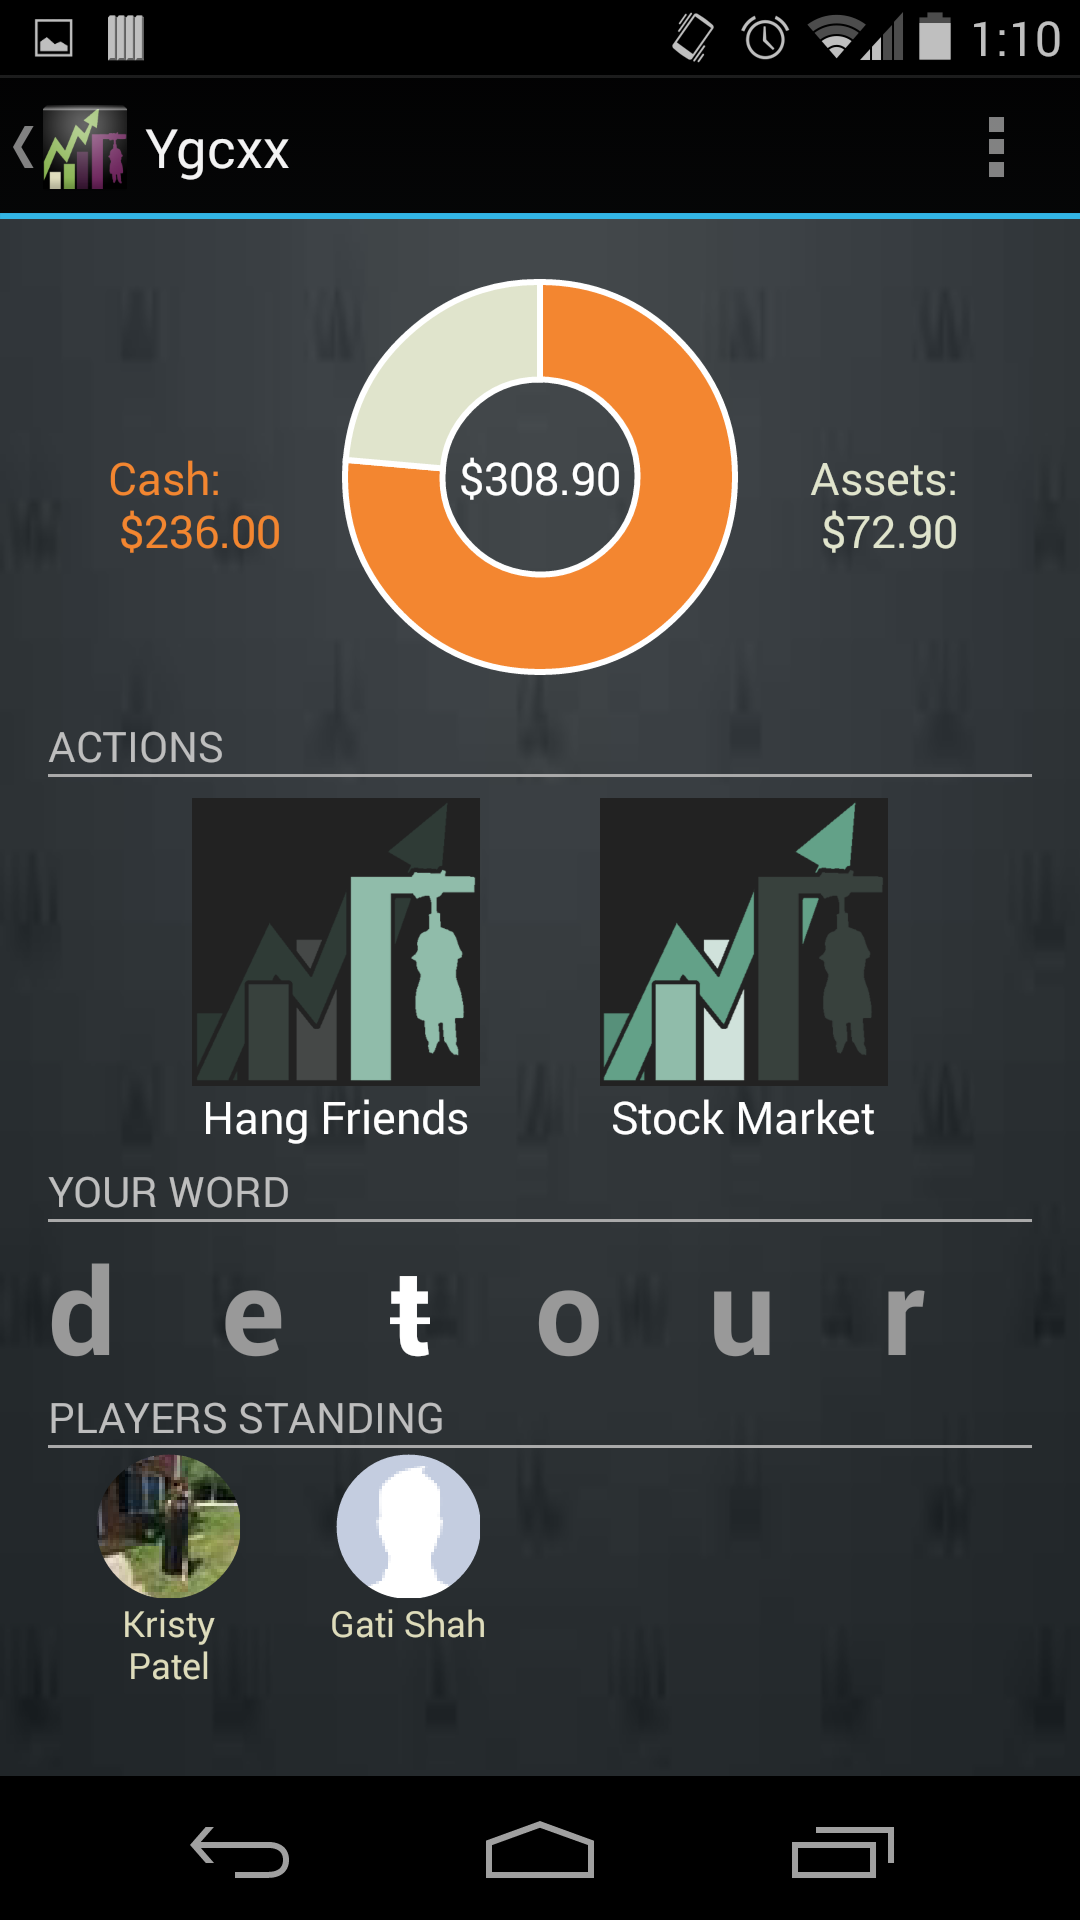 1:10
Ygcxx
Cash:
$236.00
$308.90
Assets:
$72.90
ACTIONS
Hang Friends
Stock Market
YOUR WORD
d e t o u r
PLAYERS STANDING
Kristy
Patel
Gati Shah